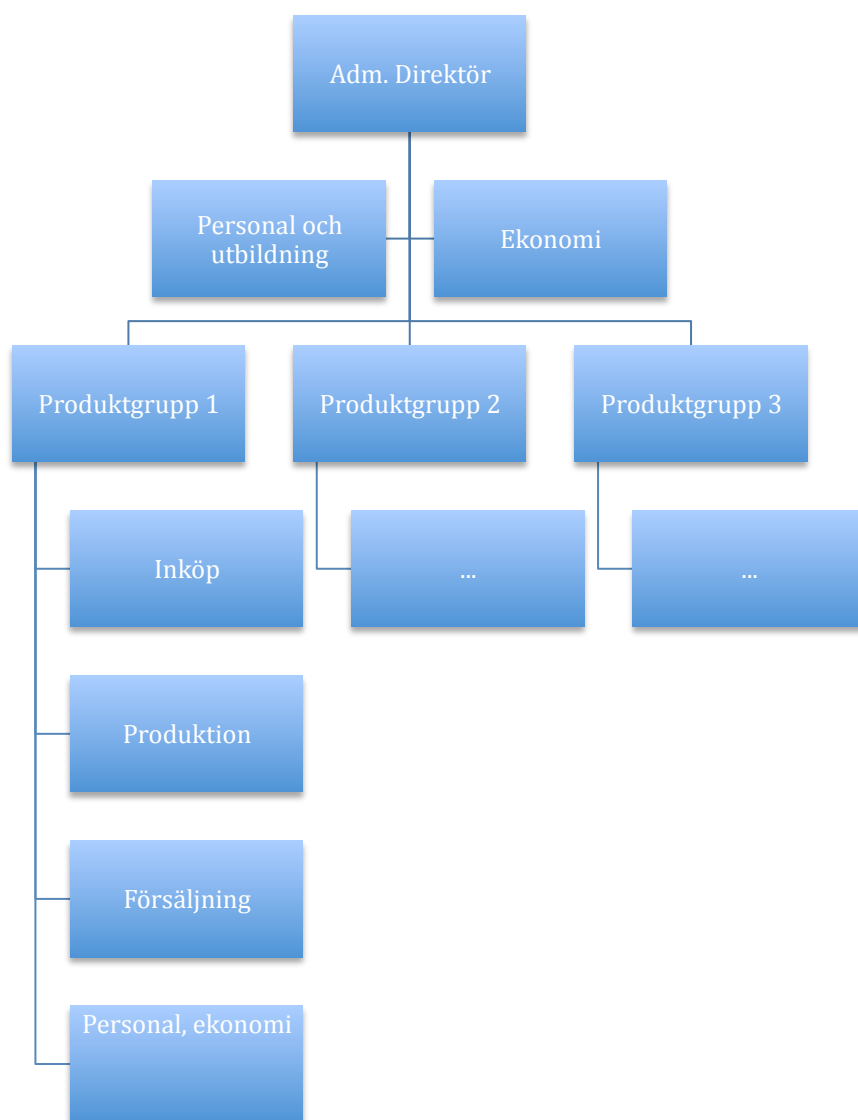 Adm. Direktör
Personal och
utbildning
Ekonomi
Produktgrupp 1
Produktgrupp 2
Produktgrupp 3
Inköp
...
...
Produktion
Försäljning
Personal, ekonomi